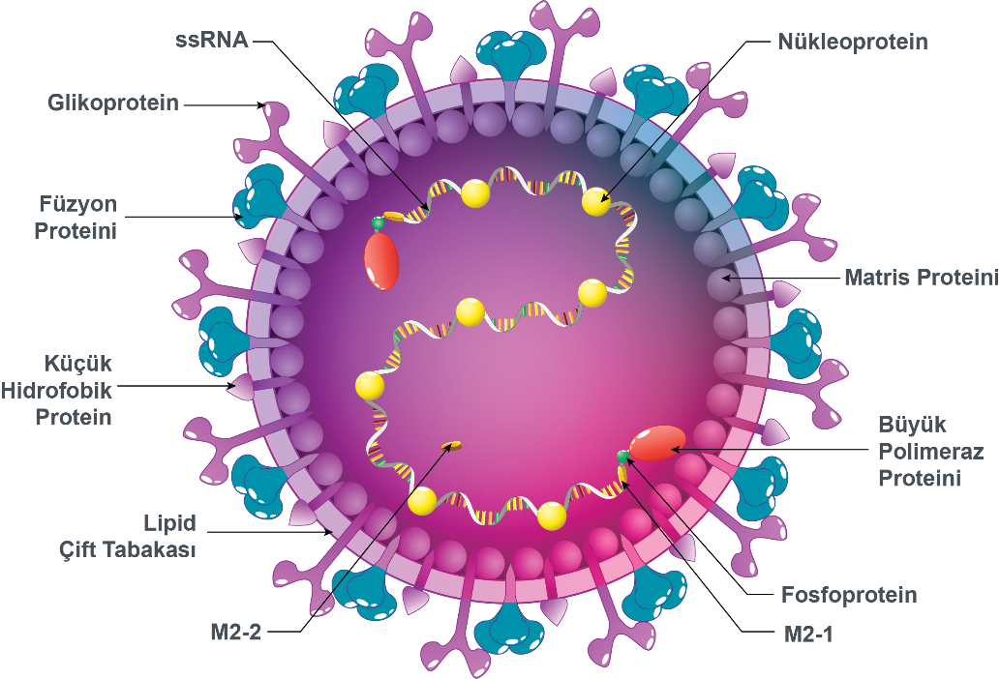 ssRNA
Nükleoprotein
Glikoprotein
Füzyon
Proteini
Matris Proteini
Küçük
Hidrofobik
Protein
Büyük
Polimeraz
Proteini
Lipid
Çift Tabakası
Fosfoprotein
M2-2
M2-1